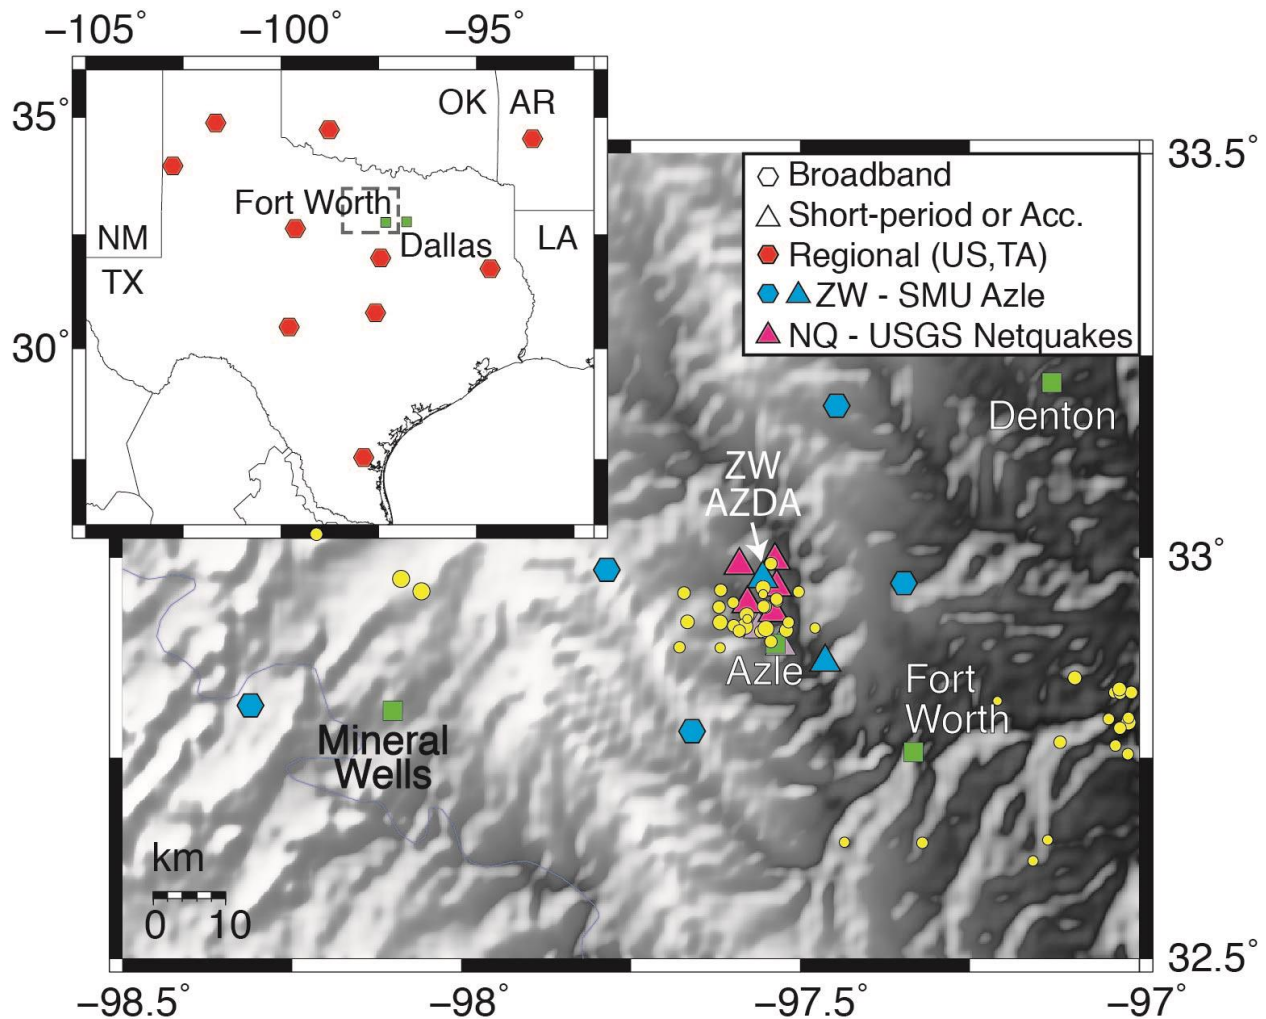 −105° −100° −95°
35°
30°
OK AR
NM
TX
LA
Fort Worth
Dallas
33.5°
Broadband
Short-period or Acc.
Regional (US,TA)
ZW - SMU Azle
NQ - USGS Netquakes
Denton
ZW
AZDA
33°
Azle
Fort
Worth
Mineral
Wells
km
0 10
32.5°
−98.5° −98° −97.5° −97°